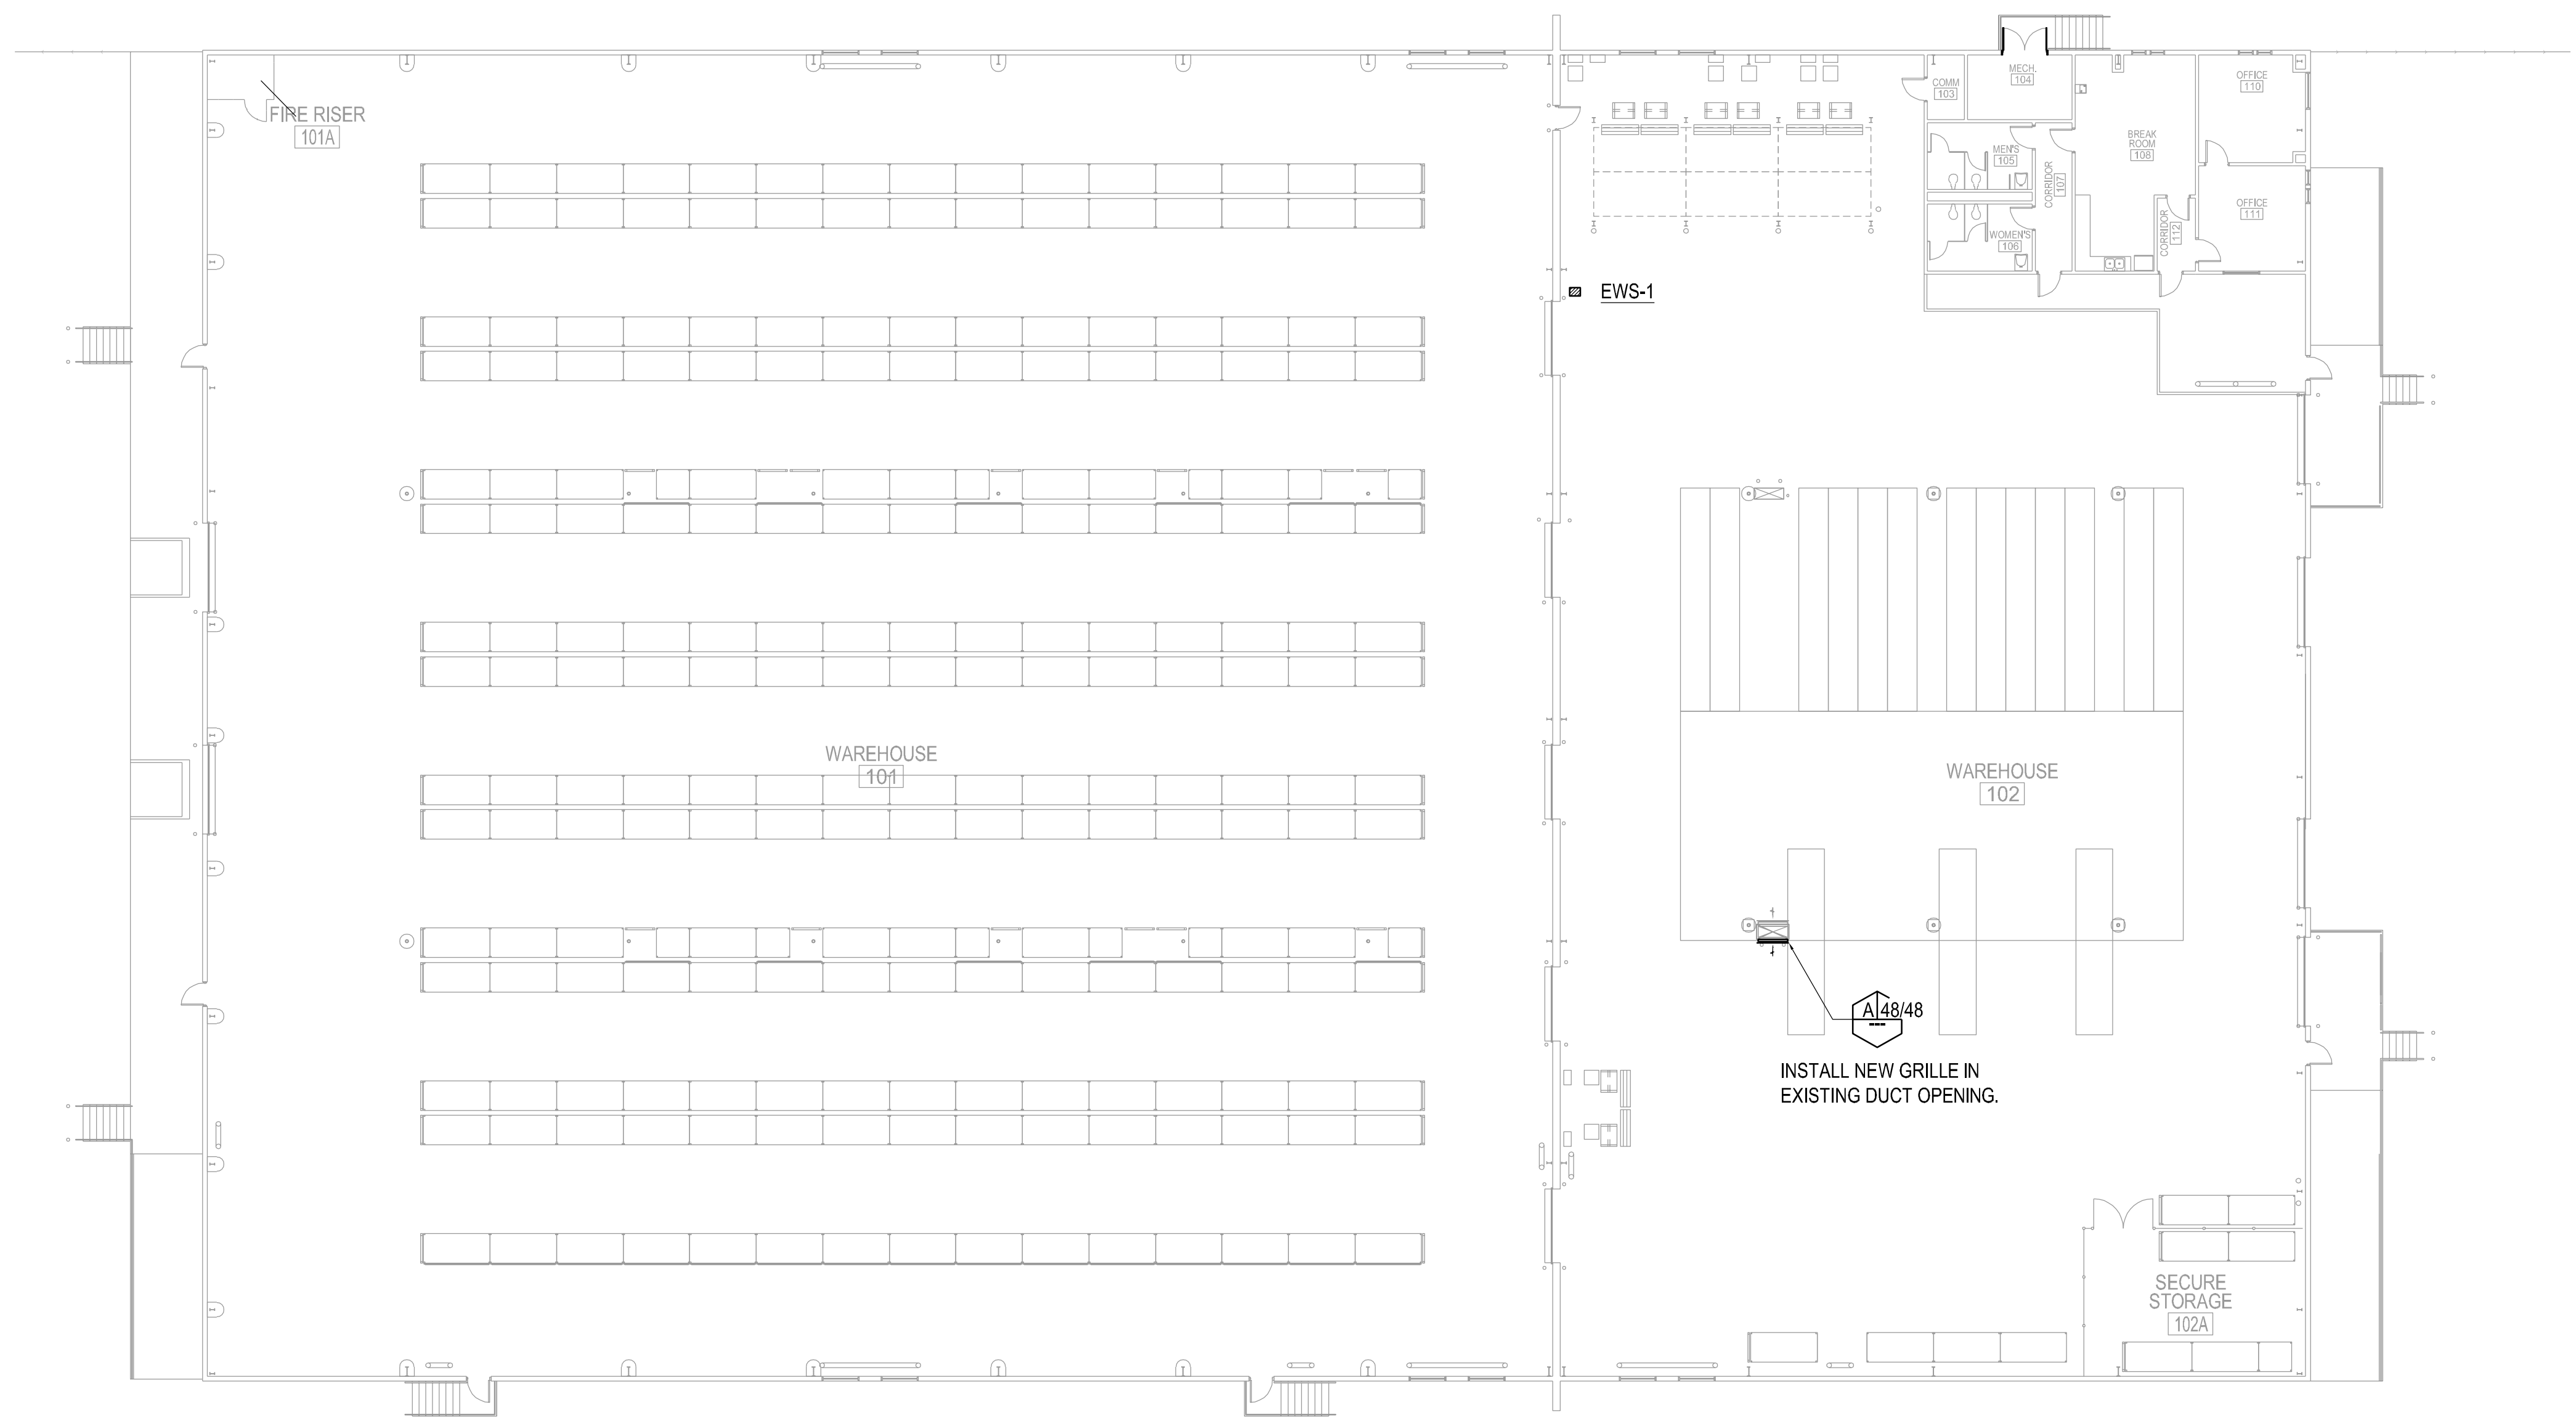 FIRE RISER
101A
COMM
103
MECH.
104
OFFICE
110
MEN'S
105
BREAK
ROOM
108
CORRIDOR
107
OFFICE
111
WOMEN'S
106
CORRIDOR
112
EWS-1
WAREHOUSE
101
WAREHOUSE
102
A 48/48
---
INSTALL NEW GRILLE IN
EXISTING DUCT OPENING.
SECURE
STORAGE
102A